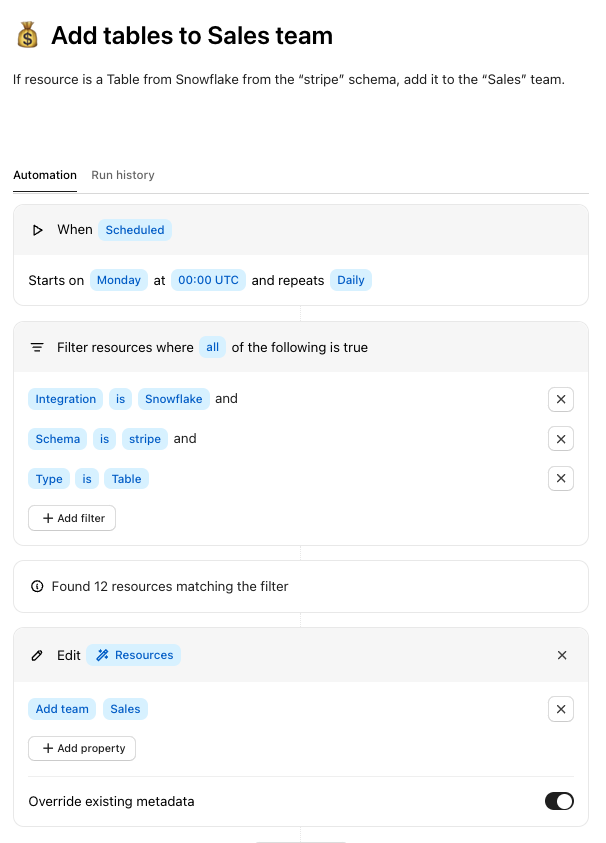 Add tables to Sales team
If resource is a Table from Snowflake from the “stripe” schema, add it to the “Sales” team.
Automation Run history
When Scheduled
Starts on Monday at 00:00 UTC and repeats Daily
Filter resources where all of the following is true
Integration is Snowflake and
Schema is stripe and
Type is Table
+ Add filter
Found 12 resources matching the filter
Edit Resources
Add team Sales
+ Add property
Override existing metadata